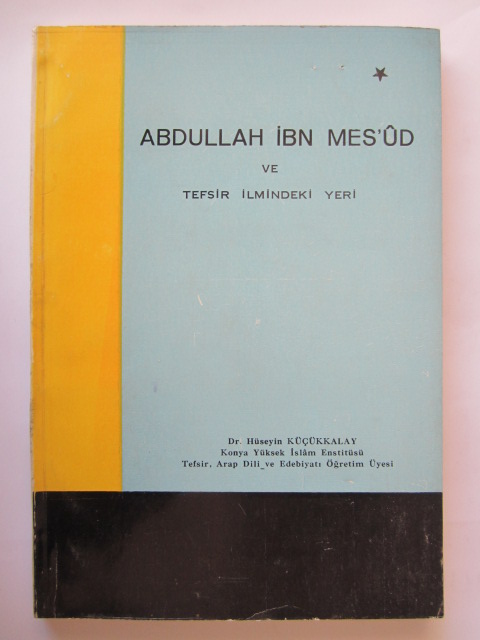 ABDULLAH İBN MES'ÛD
VE
TEFSİR İLMİNDEKİ YERİ
Dr. Hüseyin KÜÇÜKKALAY
Konya Yüksek İslâm Enstitüsü
Tefsir, Arap Dili ve Edebiyatı Öğretim Üyesi